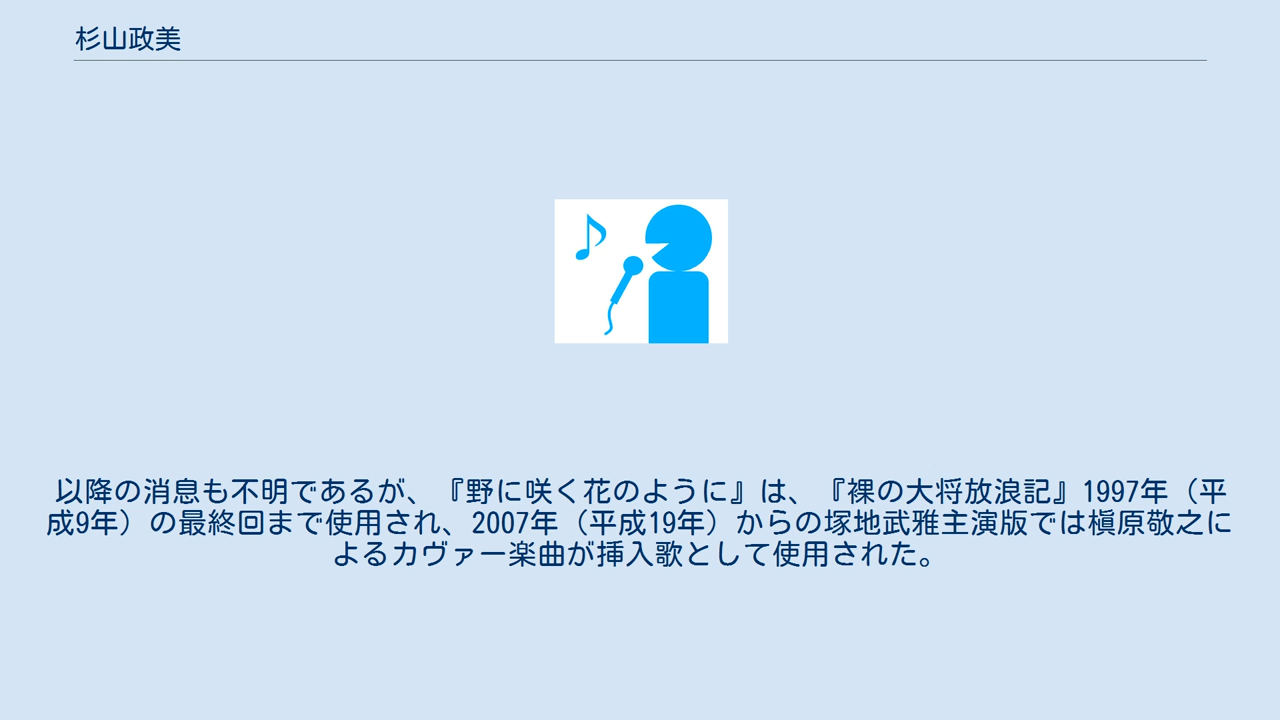 杉山政美
以降の消息も不明であるが、『野に咲く花のように』は、『裸の大将放浪記』1997年（平
成9年）の最終回まで使用され、2007年（平成19年）からの塚地武雅主演版では槇原敬之に
よるカヴァー楽曲が挿入歌として使用された。